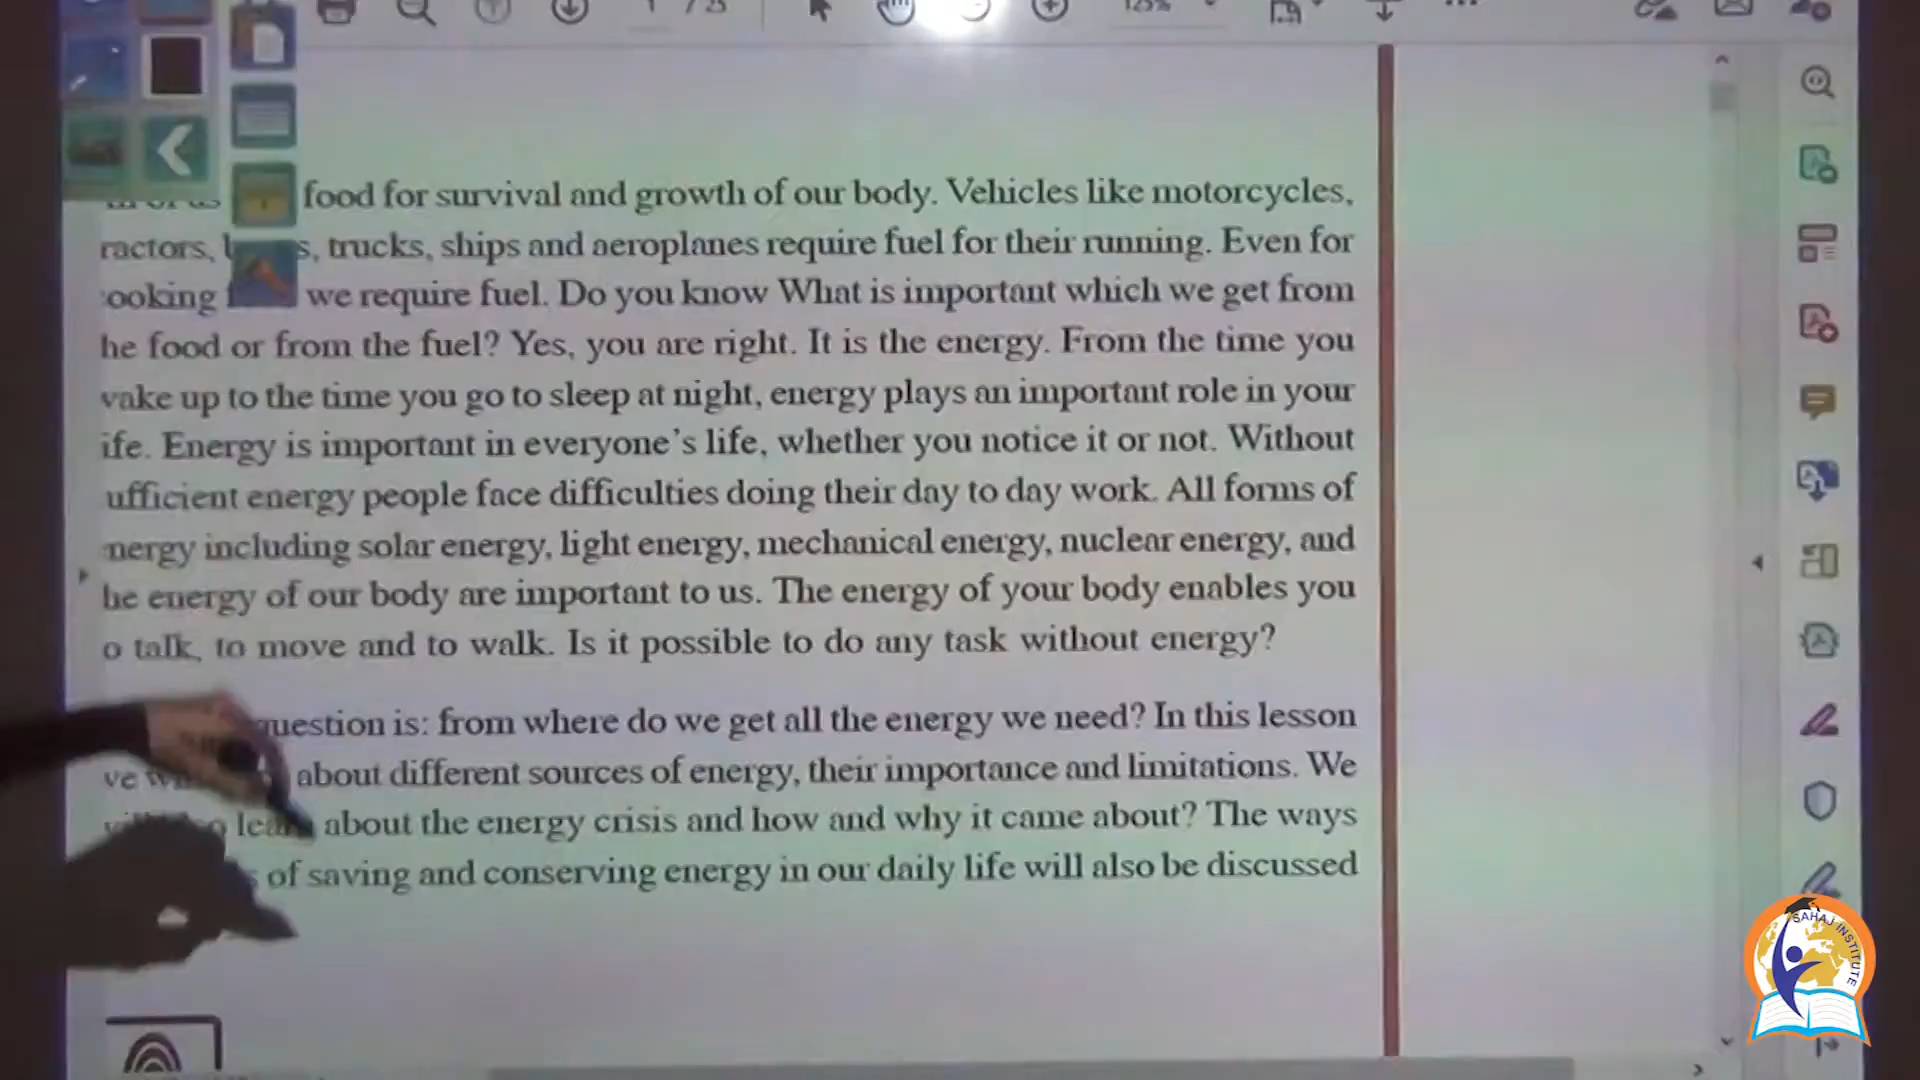 1 / 25
125%
food for survival and growth of our body. Vehicles like motorcycles,
ractors, s, trucks, ships and aeroplanes require fuel for their running. Even for
ooking we require fuel. Do you know What is important which we get from
he food or from the fuel? Yes, you are right. It is the energy. From the time you
vake up to the time you go to sleep at night, energy plays an important role in your
ife. Energy is important in everyone's life, whether you notice it or not. Without
ufficient energy people face difficulties doing their day to day work. All forms of
nergy including solar energy, light energy, mechanical energy, nuclear energy, and
he energy of our body are important to us. The energy of your body enables you
o talk, to move and to walk. Is it possible to do any task without energy?
question is: from where do we get all the energy we need? In this lesson
about different sources of energy, their importance and limitations. We
learn about the energy crisis and how and why it came about? The ways
of saving and conserving energy in our daily life will also be discussed
SAHAJ INSTITUTE